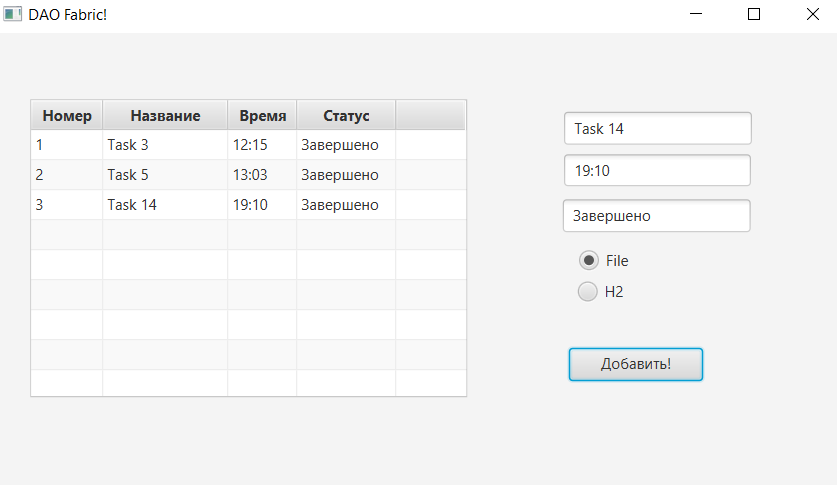 DAO Fabric!
Номер Название Время Статус
1 Task 3 12:15 Завершено
2 Task 5 13:03 Завершено
3 Task 14 19:10 Завершено
Task 14
19:10
Завершено
File
H2
Добавить!